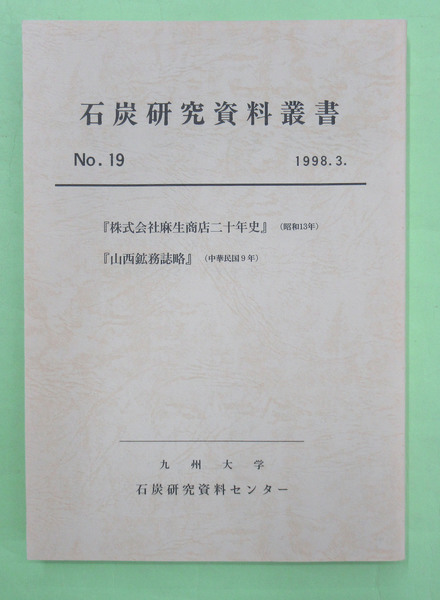 石炭研究資料叢書
No. 19 1998. 3.
『株式会社麻生商店二十年史』 (昭和13年)
『山西鉱務誌略』 (中華民国9年)
九州大学
石炭研究資料センター